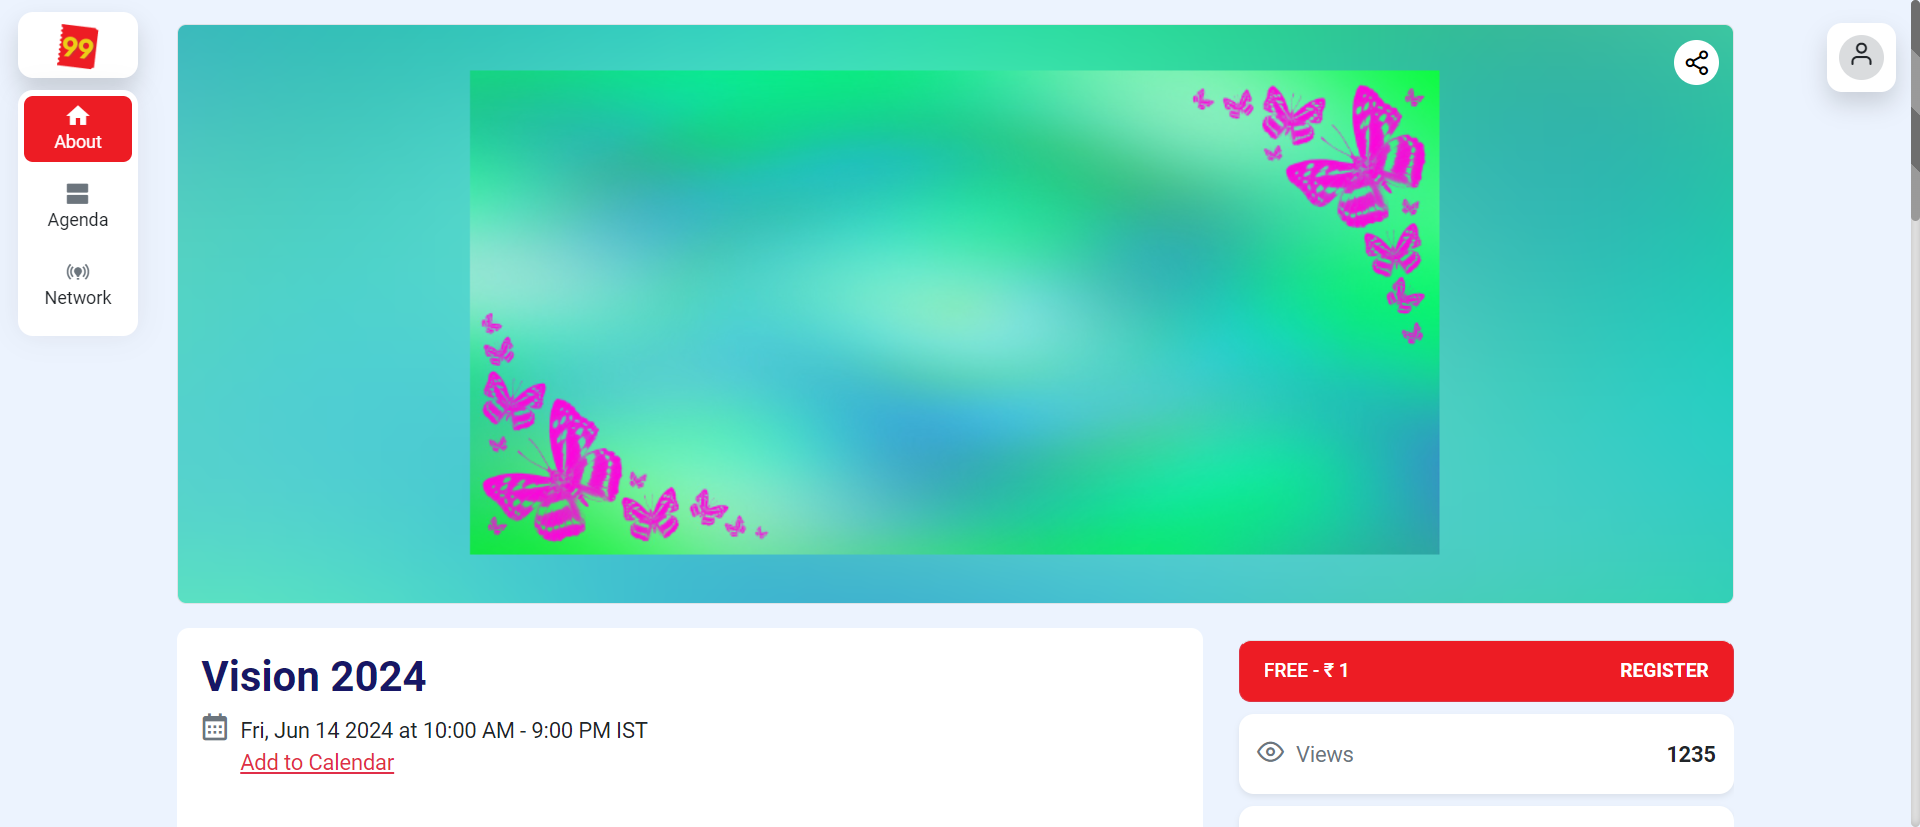 99
About
Agenda
Network
Vision 2024
Fri, Jun 14 2024 at 10:00 AM - 9:00 PM IST
Add to Calendar
FREE - ₹ 1 REGISTER
Views 1235